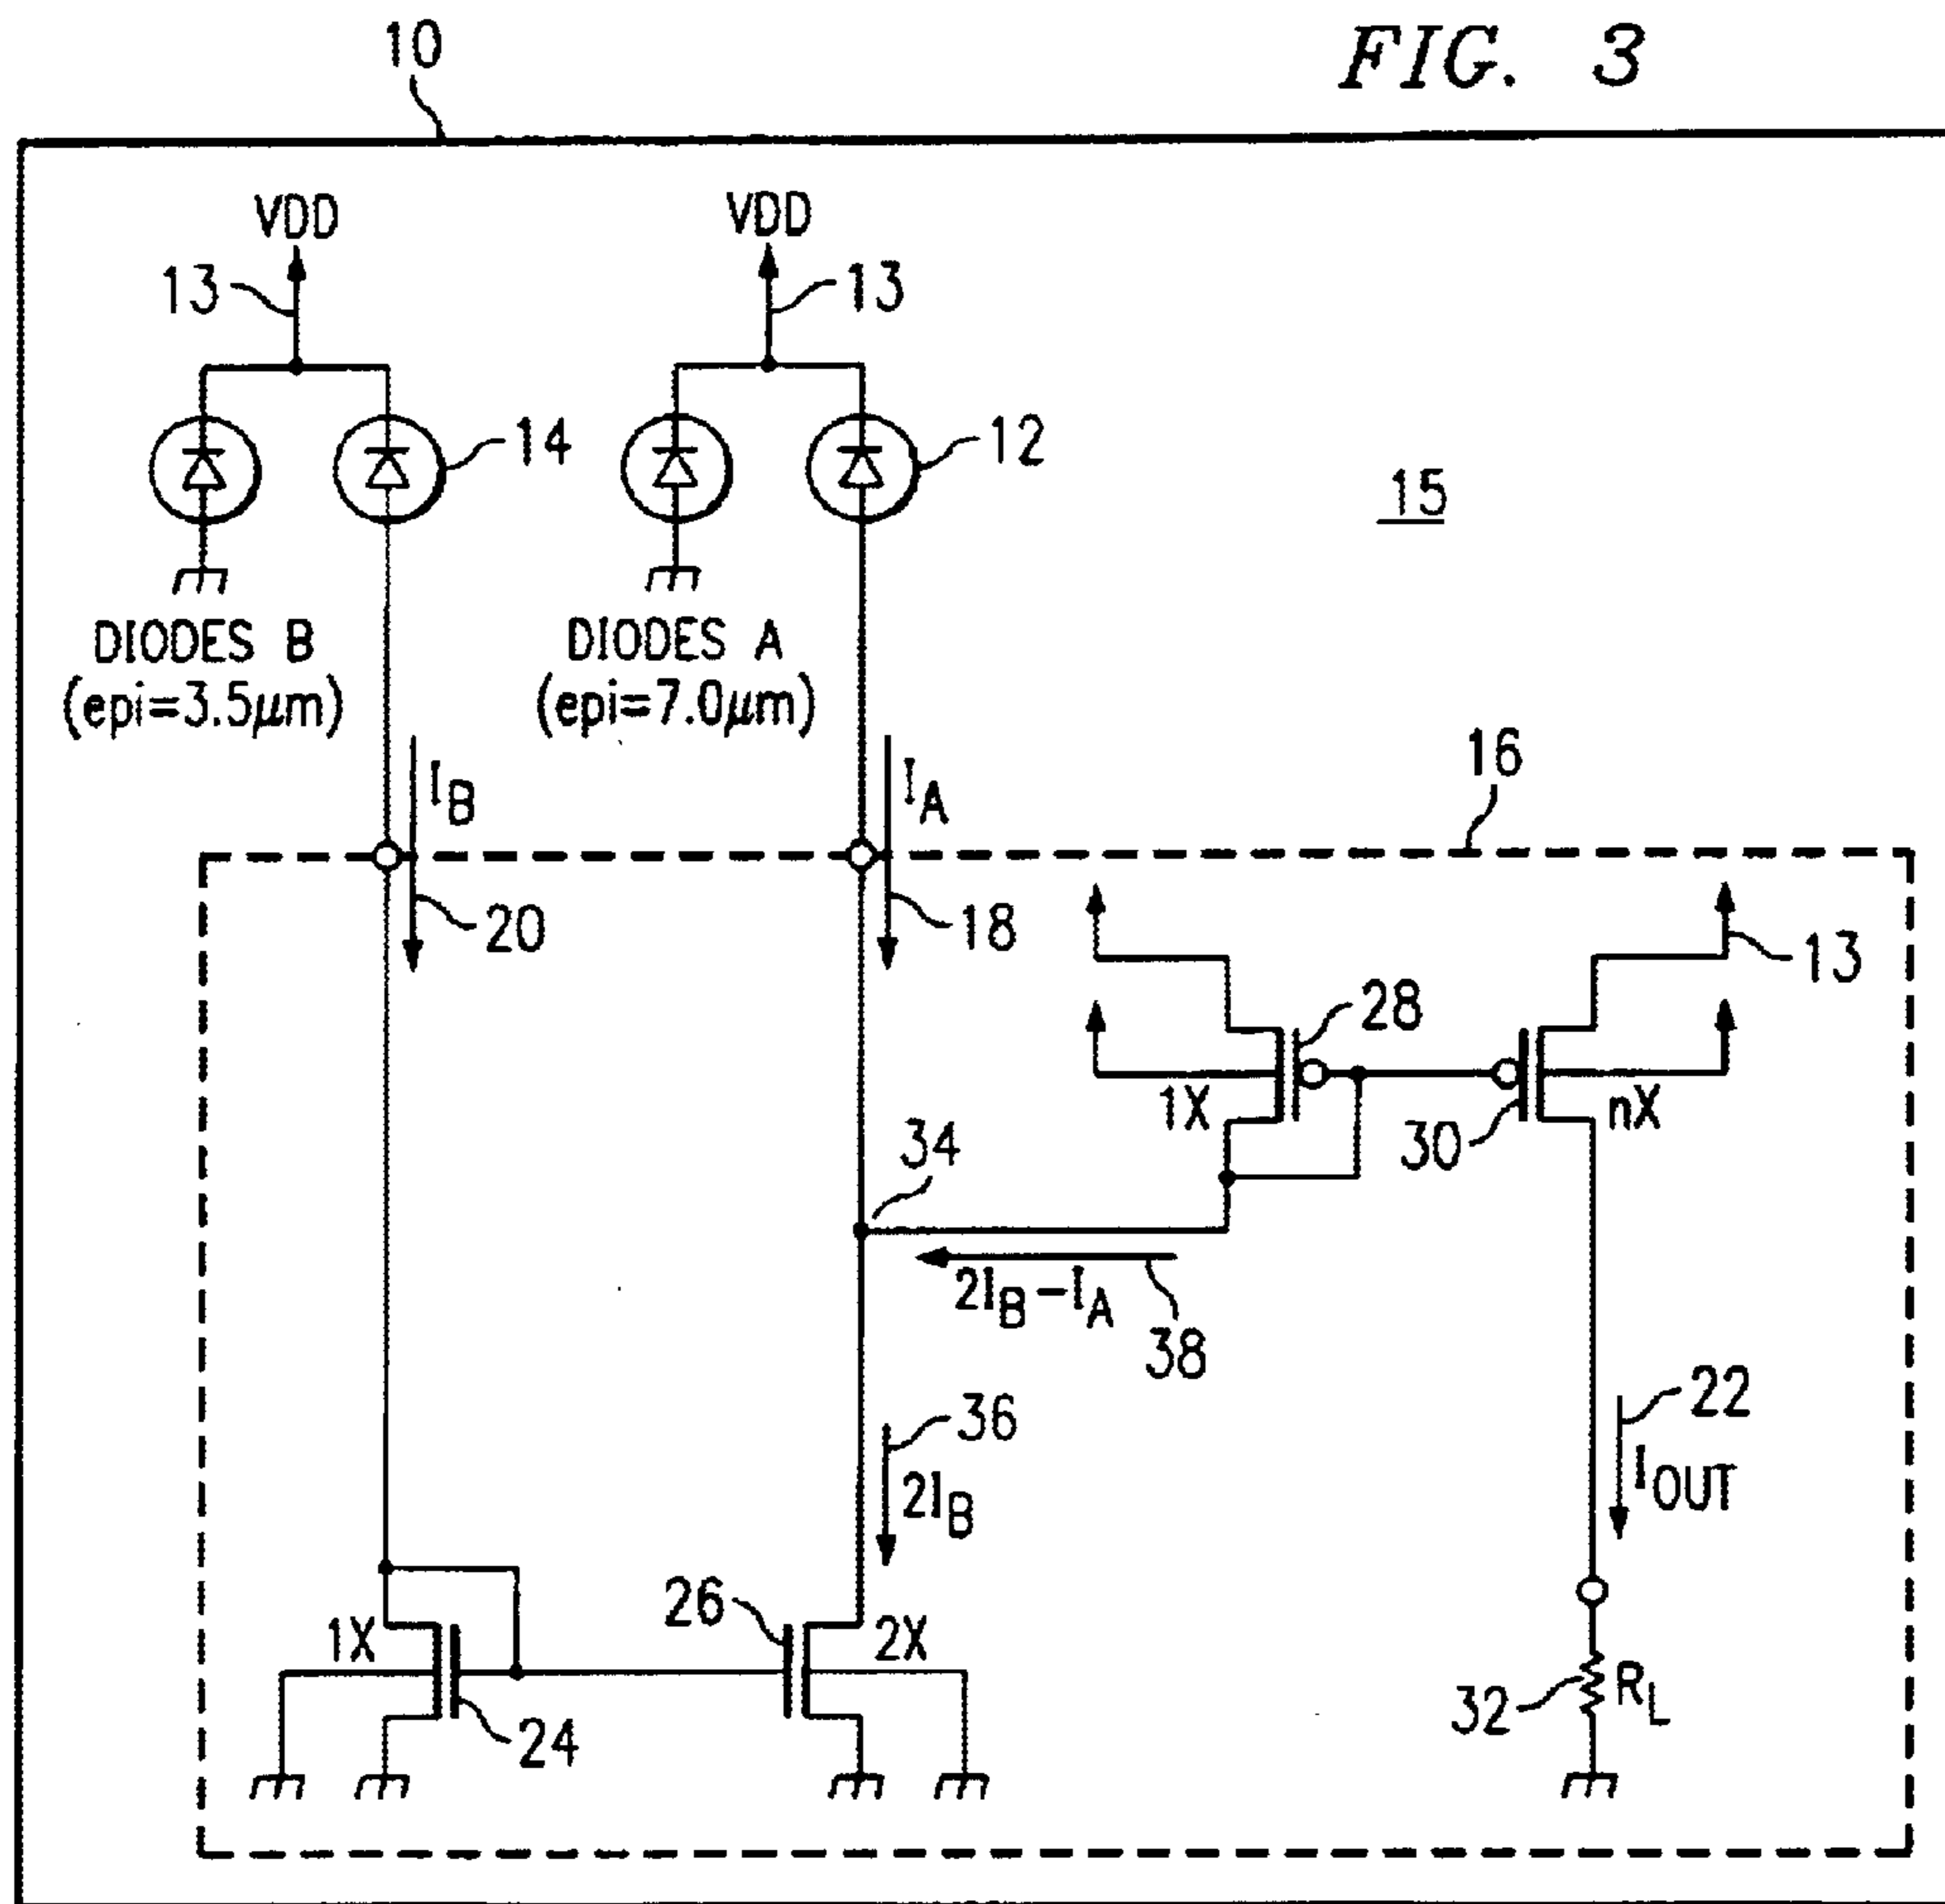 FIG. 3
10
VDD
VDD
13
13
14
12
15
DIODES B
(epi=3.5μm)
DIODES A
(epi=7.0μm)
16
I_B
I_A
20
18
13
28
1X
nX
30
34
2I_B-I_A
38
36
2I_B
22
I_OUT
26
1X
2X
24
32
R_L